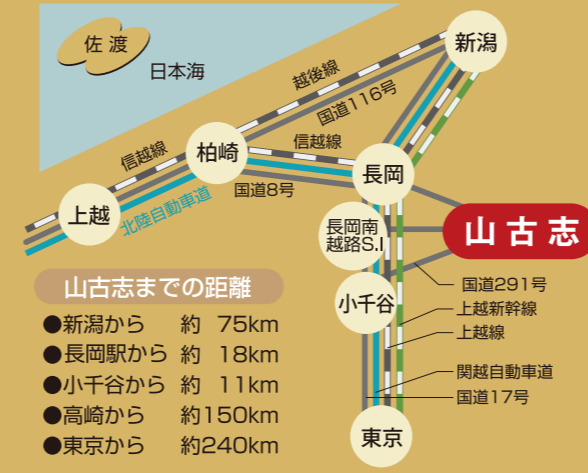 佐渡
日本海
新潟
越後線
国道116号
信越線
柏崎
信越線
長岡
国道8号
上越
北陸自動車道
長岡南
越路S.I
山古志
小千谷
国道291号
上越新幹線
上越線
関越自動車道
国道17号
東京
山古志までの距離
●新潟から 約 75km
●長岡駅から 約 18km
●小千谷から 約 11km
●高崎から 約150km
●東京から 約240km